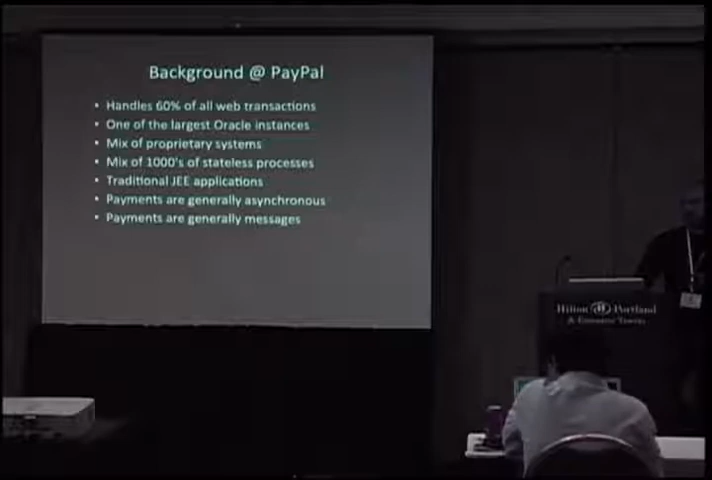 Background @ PayPal
• Handles 60% of all web transactions
• One of the largest Oracle instances
• Mix of proprietary systems
• Mix of 1000's of stateless processes
• Traditional JEE applications
• Payments are generally asynchronous
• Payments are generally messages
Hilton Portland
& Executive Tower